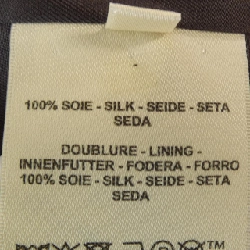 100% SOIE - SILK - SEIDE - SETA
SEDA
DOUBLURE - LINING -
INNENFUTTER - FODERA - FORRO
100% SOIE - SILK - SEIDE - SETA
SEDA